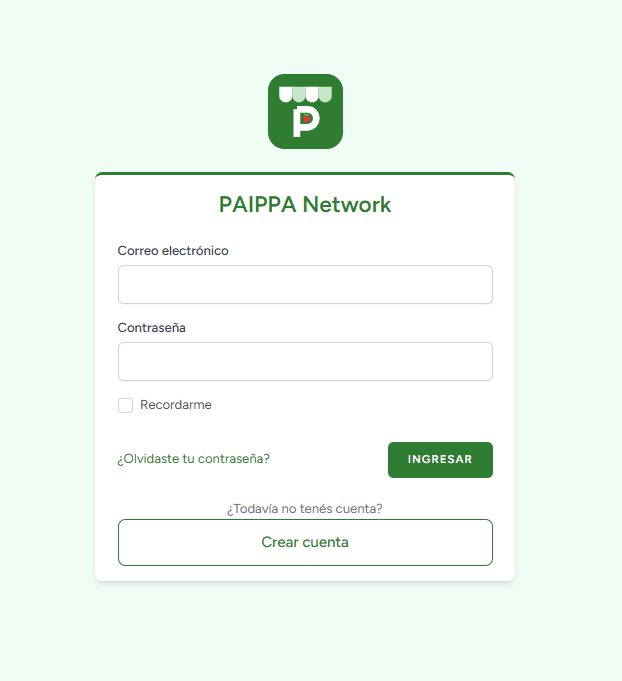 P
PAIPPA Network
Correo electrónico
Contraseña
Recordarme
¿Olvidaste tu contraseña?
INGRESAR
¿Todavía no tenés cuenta?
Crear cuenta